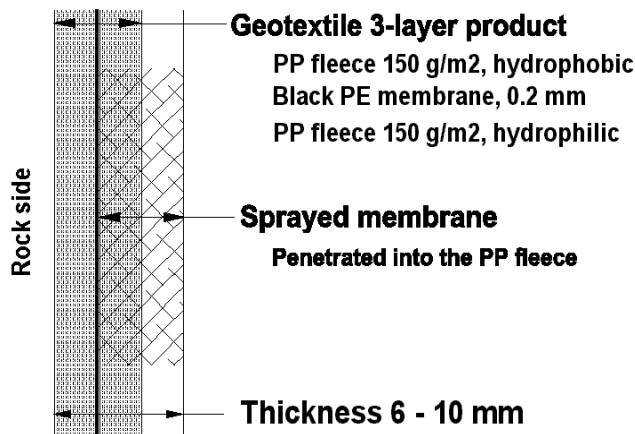 Geotextile 3-layer product
PP fleece 150 g/m2, hydrophobic
Black PE membrane, 0.2 mm
PP fleece 150 g/m2, hydrophilic
Rock side
Sprayed membrane
Penetrated into the PP fleece
Thickness 6 - 10 mm